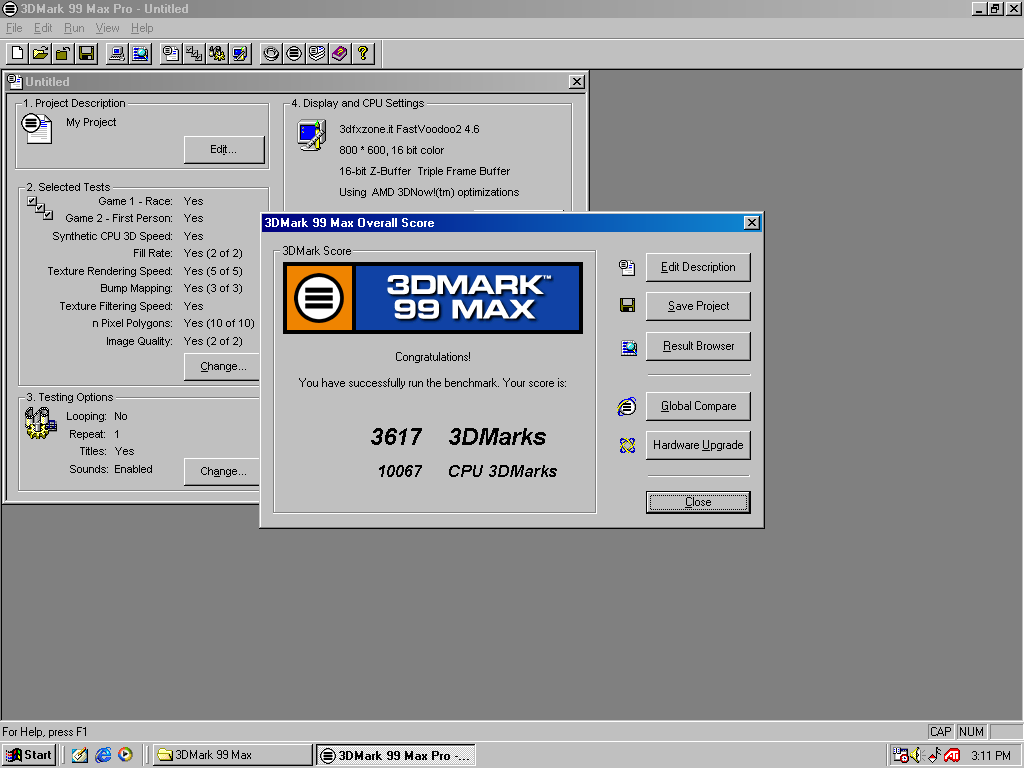 3DMark 99 Max Pro - Untitled
File Edit Run View Help
Untitled
1. Project Description
My Project
Edit...
2. Selected Tests
Game 1 - Race: Yes
Game 2 - First Person: Yes
Synthetic CPU 3D Speed: Yes
Fill Rate: Yes (2 of 2)
Texture Rendering Speed: Yes (5 of 5)
Bump Mapping: Yes (3 of 3)
Texture Filtering Speed: Yes
n Pixel Polygons: Yes (10 of 10)
Image Quality: Yes (2 of 2)
Change...
3. Testing Options
Looping: No
Repeat: 1
Titles: Yes
Sounds: Enabled
Change...
4. Display and CPU Settings
3dfxzone.it FastVoodoo2 4.6
800 * 600, 16 bit color
16-bit Z-Buffer Triple Frame Buffer
Using AMD 3DNow!(tm) optimizations
3DMark 99 Max Overall Score
3DMark Score
3DMARK™
99 MAX
Congratulations!
You have successfully run the benchmark. Your score is:
3617 3DMarks
10067 CPU 3DMarks
Edit Description
Save Project
Result Browser
Global Compare
Hardware Upgrade
Close
For Help, press F1
CAP NUM
Start
3DMark 99 Max
3DMark 99 Max Pro -...
3:11 PM